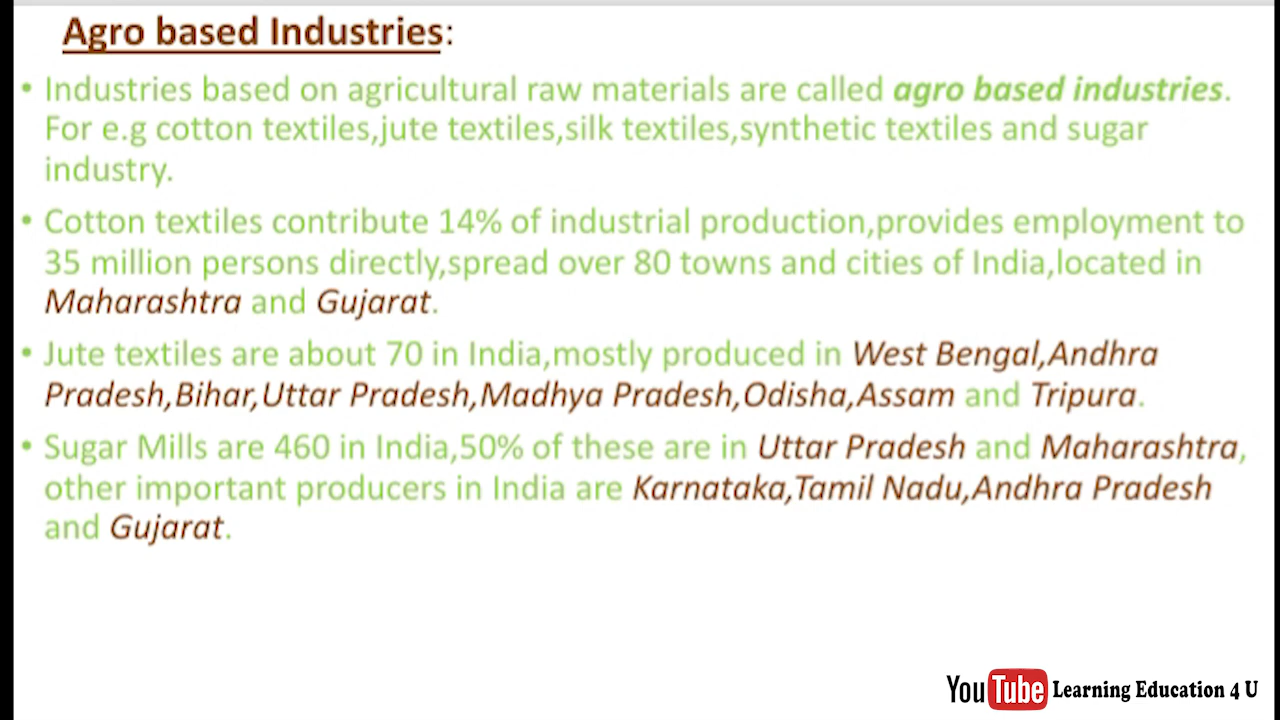 Agro based Industries:
• Industries based on agricultural raw materials are called agro based industries.
For e.g cotton textiles,jute textiles,silk textiles,synthetic textiles and sugar
industry.
• Cotton textiles contribute 14% of industrial production,provides employment to
35 million persons directly,spread over 80 towns and cities of India,located in
Maharashtra and Gujarat.
• Jute textiles are about 70 in India,mostly produced in West Bengal,Andhra
Pradesh,Bihar,Uttar Pradesh,Madhya Pradesh,Odisha,Assam and Tripura.
• Sugar Mills are 460 in India,50% of these are in Uttar Pradesh and Maharashtra,
other important producers in India are Karnataka,Tamil Nadu,Andhra Pradesh
and Gujarat.
YouTube Learning Education 4 U